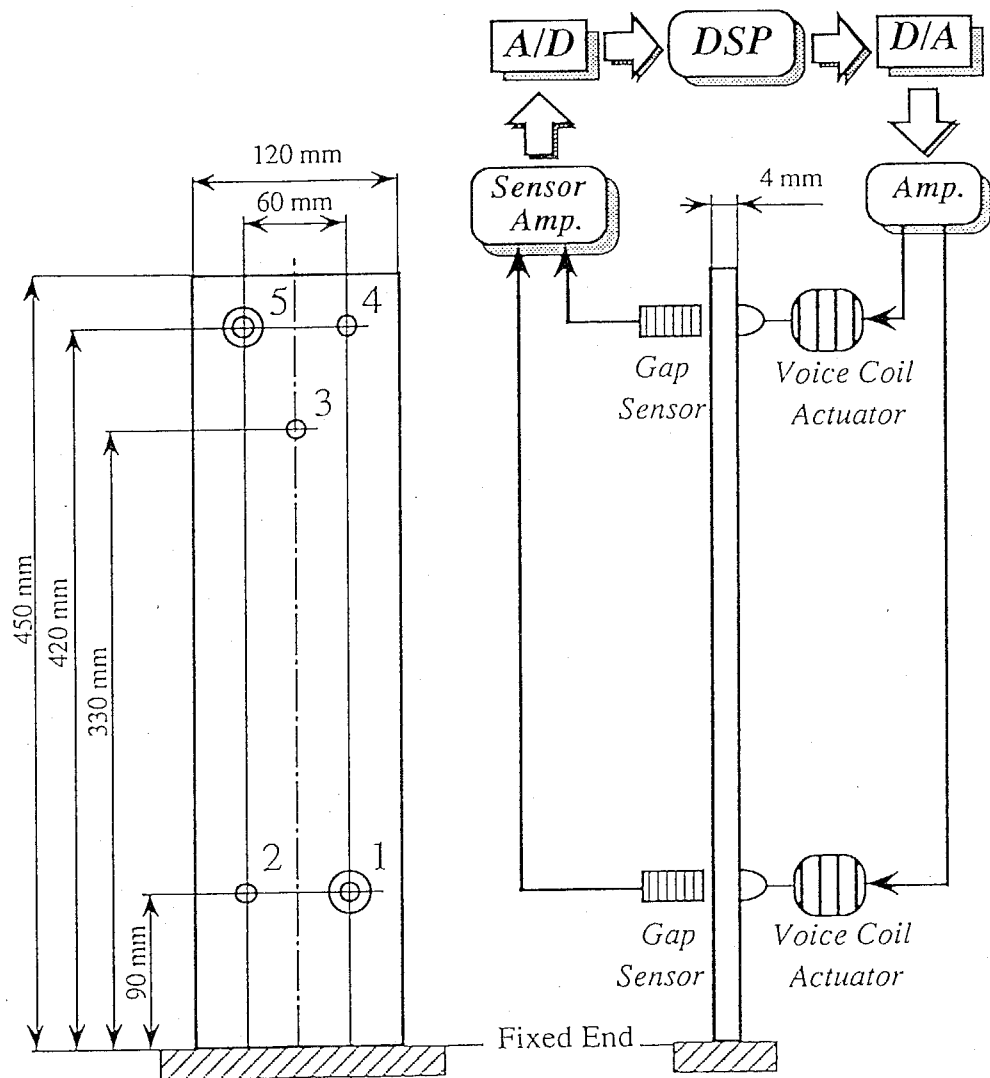 A/D
DSP
D/A
120 mm
60 mm
Sensor
Amp.
4 mm
Amp.
5
4
3
Gap
Sensor
Voice Coil
Actuator
450 mm
420 mm
330 mm
2
1
90 mm
Gap
Sensor
Voice Coil
Actuator
Fixed End